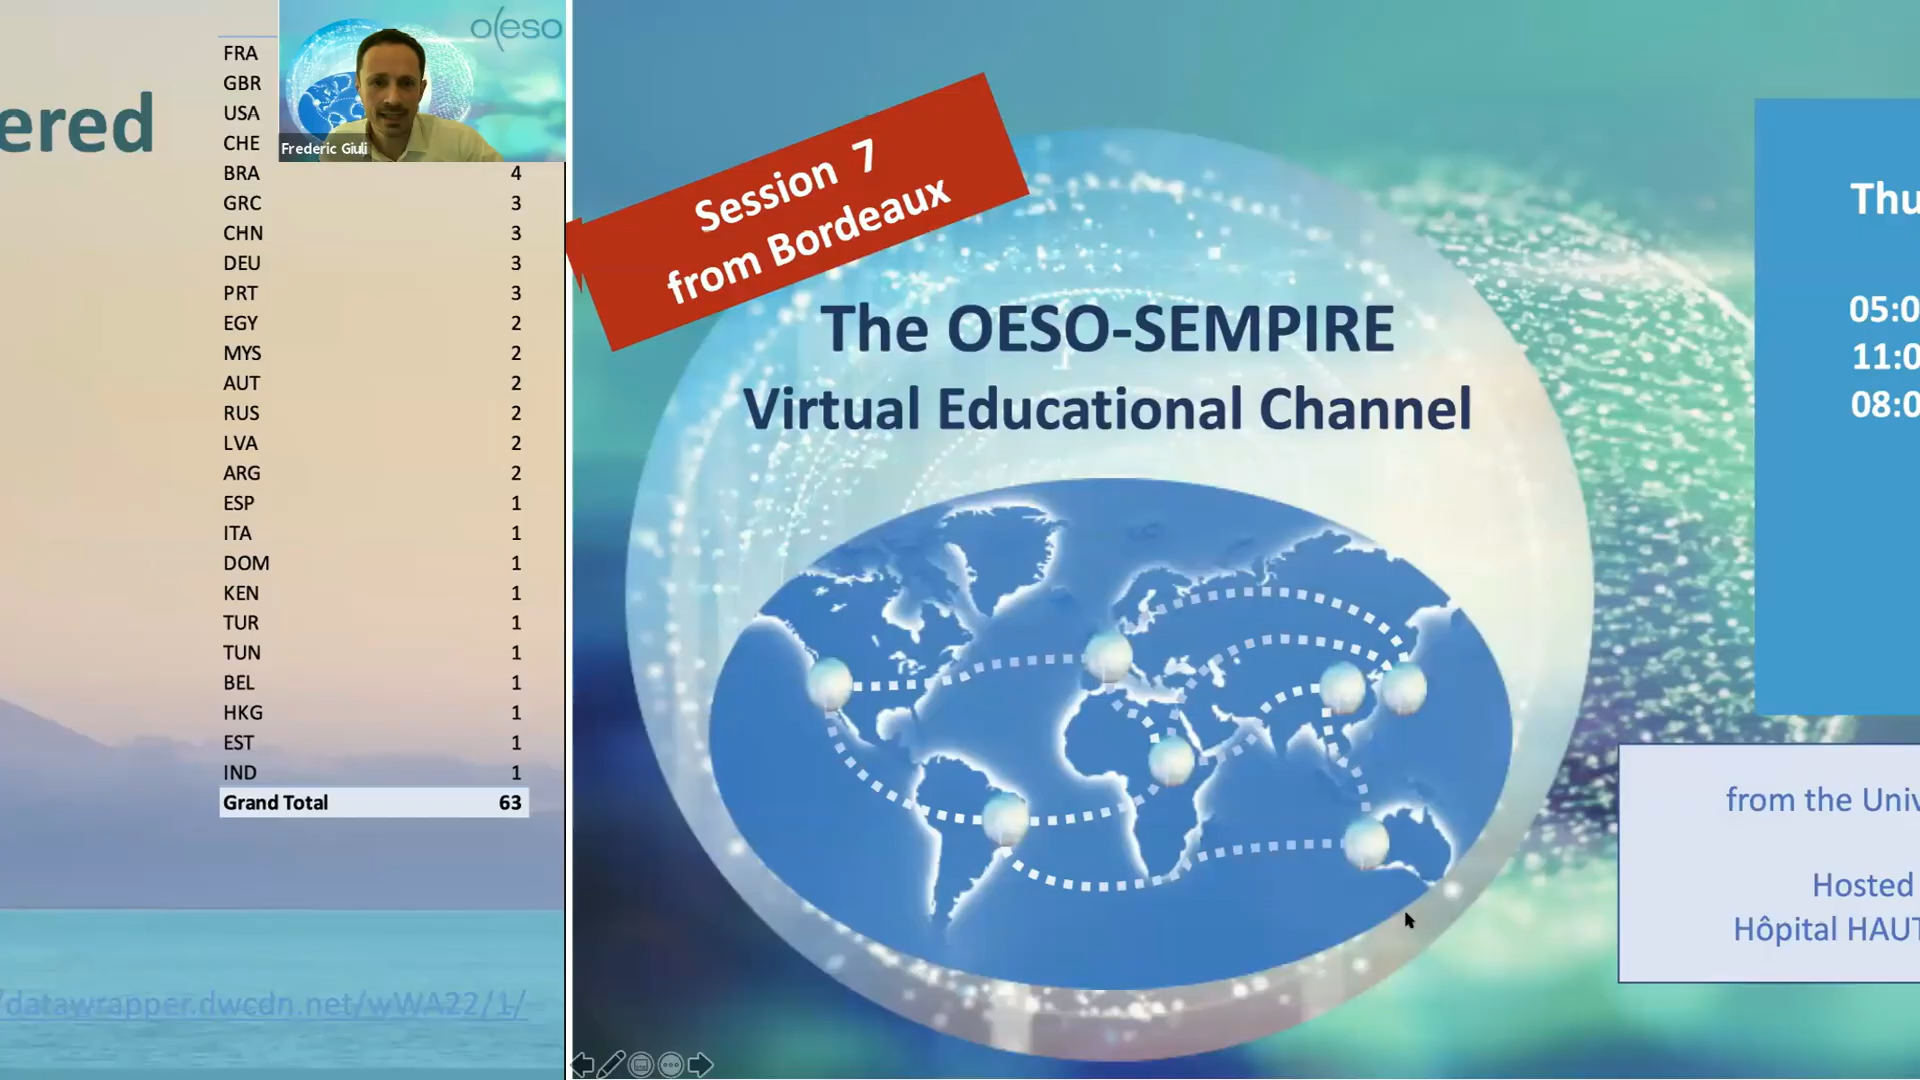 ered
FRA
GBR
USA
CHE
BRA 4
GRC 3
CHN 3
DEU 3
PRT 3
EGY 2
MYS 2
AUT 2
RUS 2
LVA 2
ARG 2
ESP 1
ITA 1
DOM 1
KEN 1
TUR 1
TUN 1
BEL 1
HKG 1
EST 1
IND 1
Grand Total 63
/datawrapper.dwcdn.net/wWA22/1/
oeso
Frederic Giuli
Session 7
from Bordeaux
The OESO-SEMPIRE
Virtual Educational Channel
Thu
05:0
11:0
08:0
from the Univ
Hosted
Hôpital HAUT